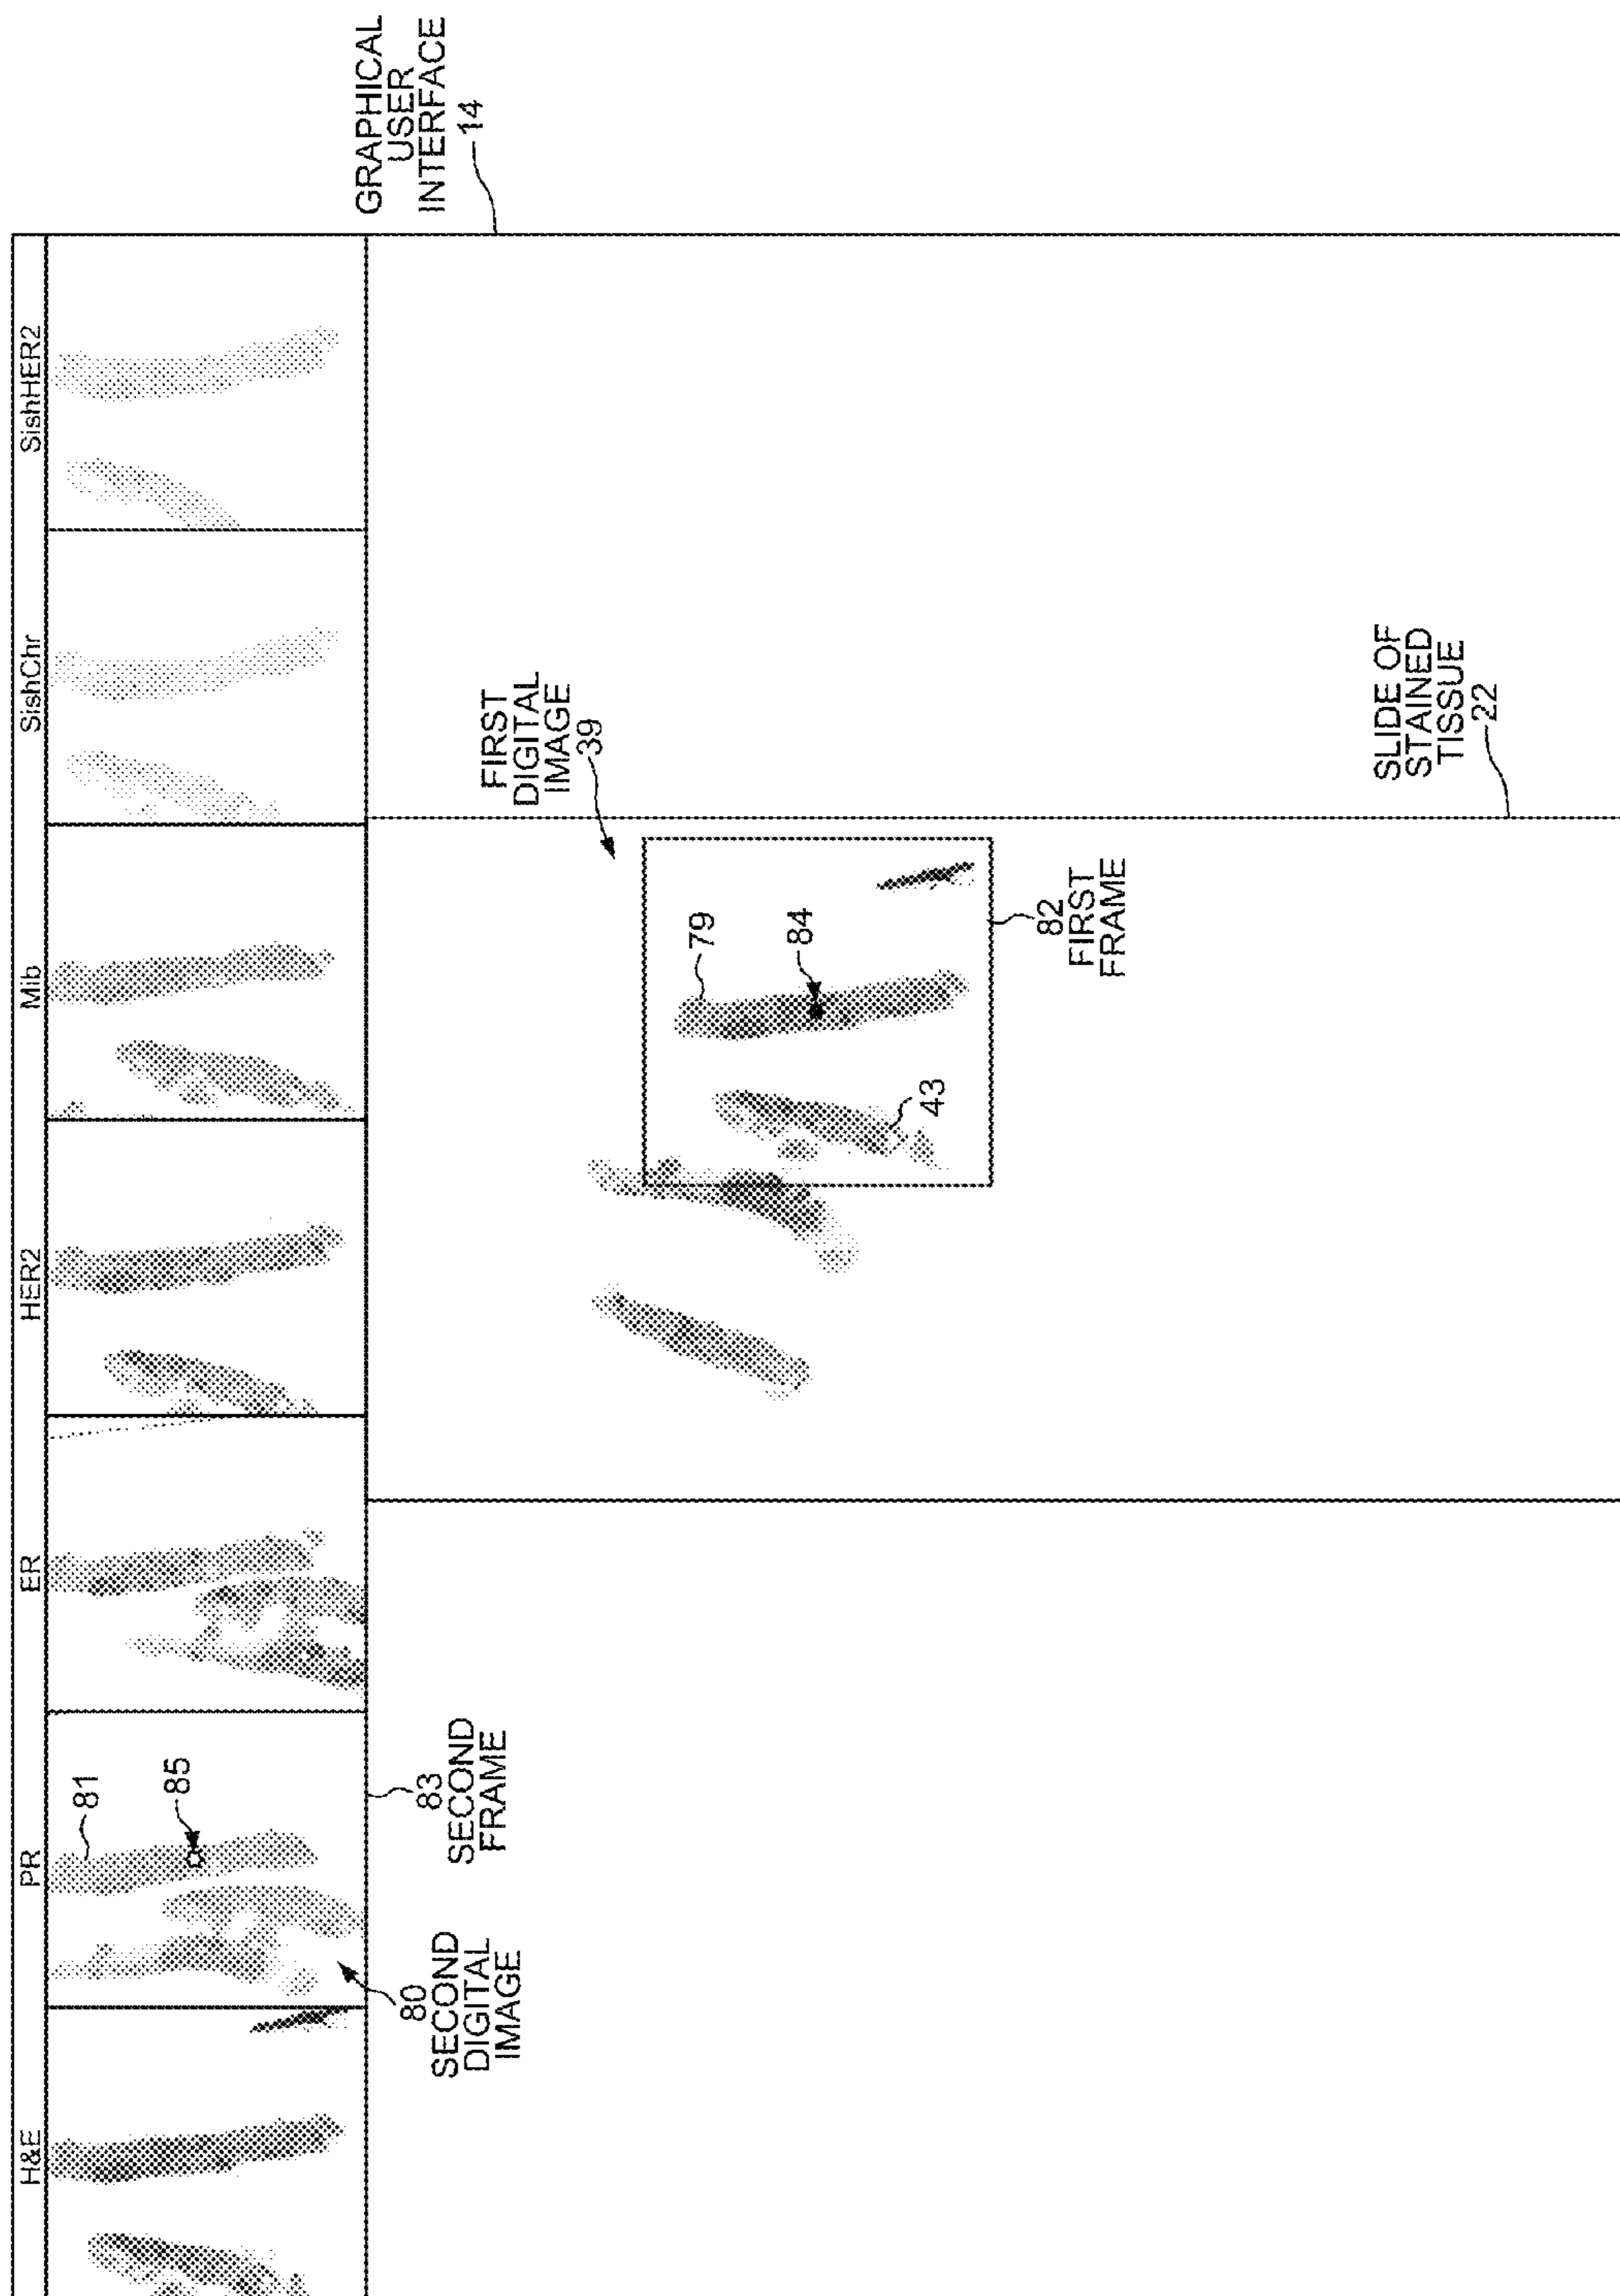 H&E
PR
ER
HER2
Mib
SishChr
SishHER2
81
85
80
SECOND
DIGITAL
IMAGE
83
SECOND
FRAME
GRAPHICAL
USER
INTERFACE
14
FIRST
DIGITAL
IMAGE
39
79
84
43
82
FIRST
FRAME
SLIDE OF
STAINED
TISSUE
22